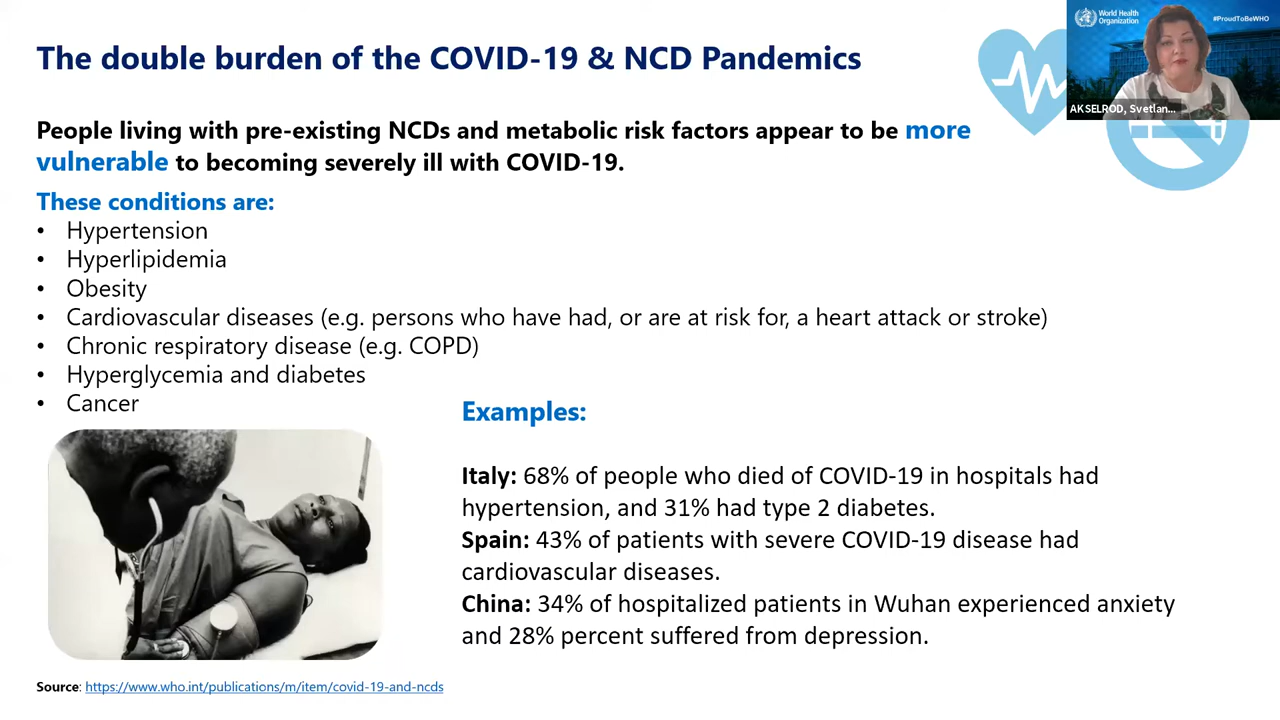 The double burden of the COVID-19 & NCD Pandemics
World Health
Organization
#ProudToBeWHO
AKSELROD, Svetlan...
People living with pre-existing NCDs and metabolic risk factors appear to be more
vulnerable to becoming severely ill with COVID-19.
These conditions are:
• Hypertension
• Hyperlipidemia
• Obesity
• Cardiovascular diseases (e.g. persons who have had, or are at risk for, a heart attack or stroke)
• Chronic respiratory disease (e.g. COPD)
• Hyperglycemia and diabetes
• Cancer
Examples:
Italy: 68% of people who died of COVID-19 in hospitals had
hypertension, and 31% had type 2 diabetes.
Spain: 43% of patients with severe COVID-19 disease had
cardiovascular diseases.
China: 34% of hospitalized patients in Wuhan experienced anxiety
and 28% percent suffered from depression.
Source: https://www.who.int/publications/m/item/covid-19-and-ncds